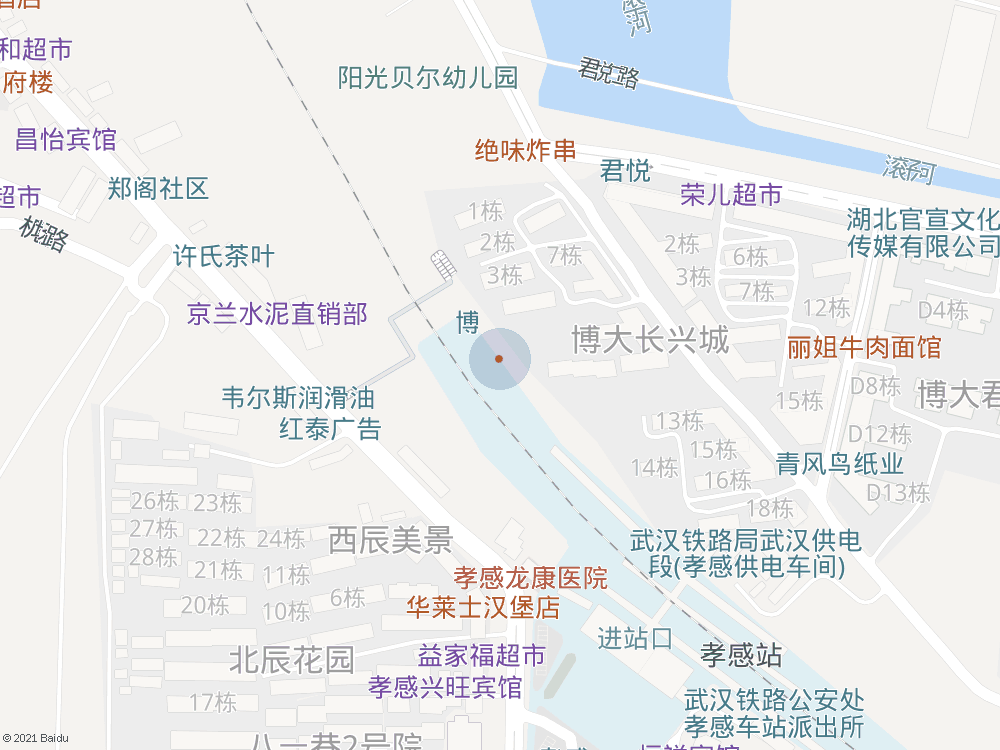 酒店
和超市
府楼
昌怡宾馆
阳光贝尔幼儿园
君悦路
滚子河
绝味炸串
君悦
荣儿超市
郑阁社区
超市
桃路
许氏茶叶
1栋
2栋
3栋
7栋
2栋
3栋
6栋
7栋
12栋
湖北官宣文化
传媒有限公司
D4栋
京兰水泥直销部
博
博大长兴城
丽姐牛肉面馆
D8栋
博大君
15栋
韦尔斯润滑油
红泰广告
13栋
14栋
15栋
16栋
18栋
D12栋
青风鸟纸业
D13栋
26栋
23栋
27栋
22栋
24栋
28栋
21栋
11栋
20栋
10栋
6栋
西辰美景
武汉铁路局武汉供电
段(孝感供电车间)
孝感龙康医院
华莱士汉堡店
进站口
孝感站
北辰花园
益家福超市
孝感兴旺宾馆
17栋
武汉铁路公安处
孝感车站派出所
八一巷2号院
© 2021 Baidu